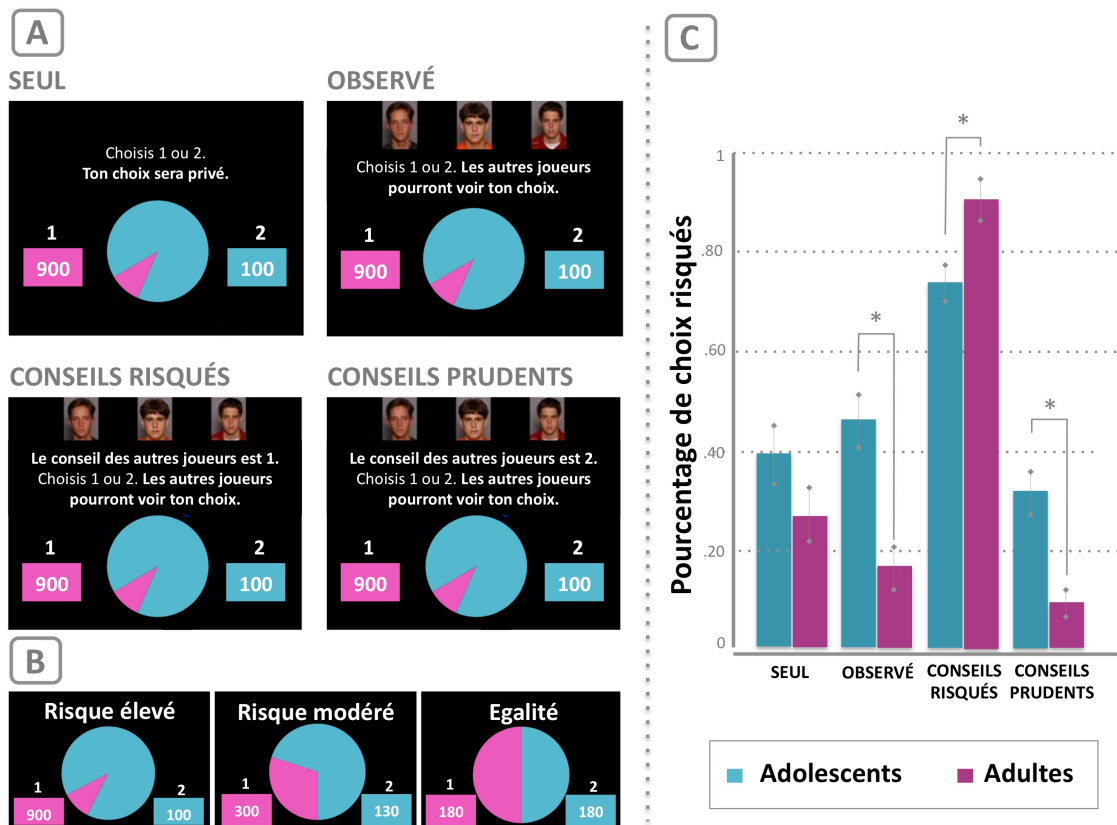 A
SEUL
Choisis 1 ou 2.
Ton choix sera privé.
1
2
900
100
OBSERVÉ
Choisis 1 ou 2. Les autres joueurs
pourront voir ton choix.
1
2
900
100
CONSEILS RISQUÉS
Le conseil des autres joueurs est 1.
Choisis 1 ou 2. Les autres joueurs
pourront voir ton choix.
1
2
900
100
CONSEILS PRUDENTS
Le conseil des autres joueurs est 2.
Choisis 1 ou 2. Les autres joueurs
pourront voir ton choix.
1
2
900
100
B
Risque élevé
1
2
900
100
Risque modéré
1
2
300
130
Egalité
1
2
180
180
C
Pourcentage de choix risqués
1
.80
.60
.40
.20
0
*
*
*
SEUL
OBSERVÉ
CONSEILS
RISQUÉS
CONSEILS
PRUDENTS
Adolescents
Adultes